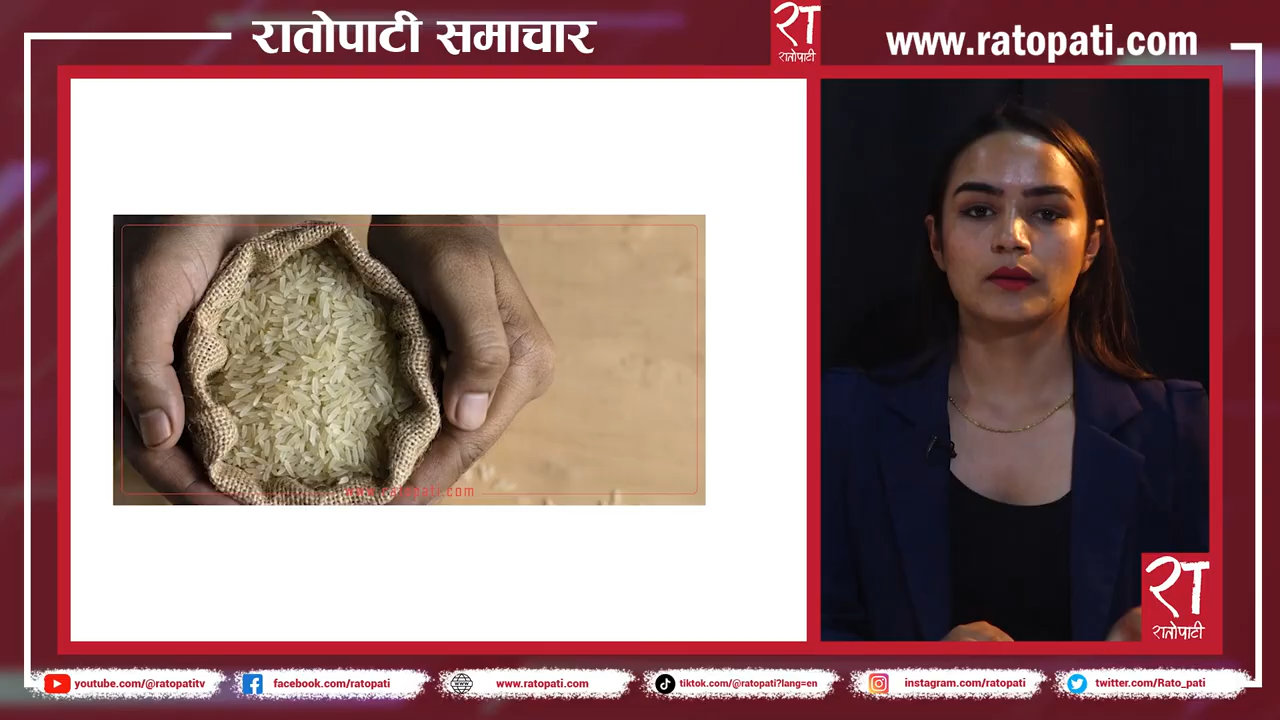 रातोपाटी समाचार
रा
रातोपाटी
www.ratopati.com
www.ratopati.com
रा
रातोपाटी
youtube.com/@ratopatitv
facebook.com/ratopati
www.ratopati.com
tiktok.com/@ratopati?lang=en
instagram.com/ratopati
twitter.com/Rato_pati